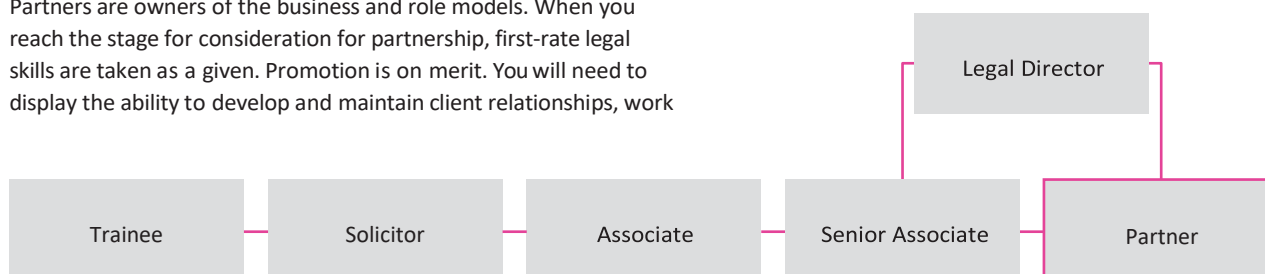 Partners are owners of the business and role models. When you
reach the stage for consideration for partnership, first-rate legal
skills are taken as a given. Promotion is on merit. You will need to
display the ability to develop and maintain client relationships, work
Legal Director
Trainee
Solicitor
Associate
Senior Associate
Partner